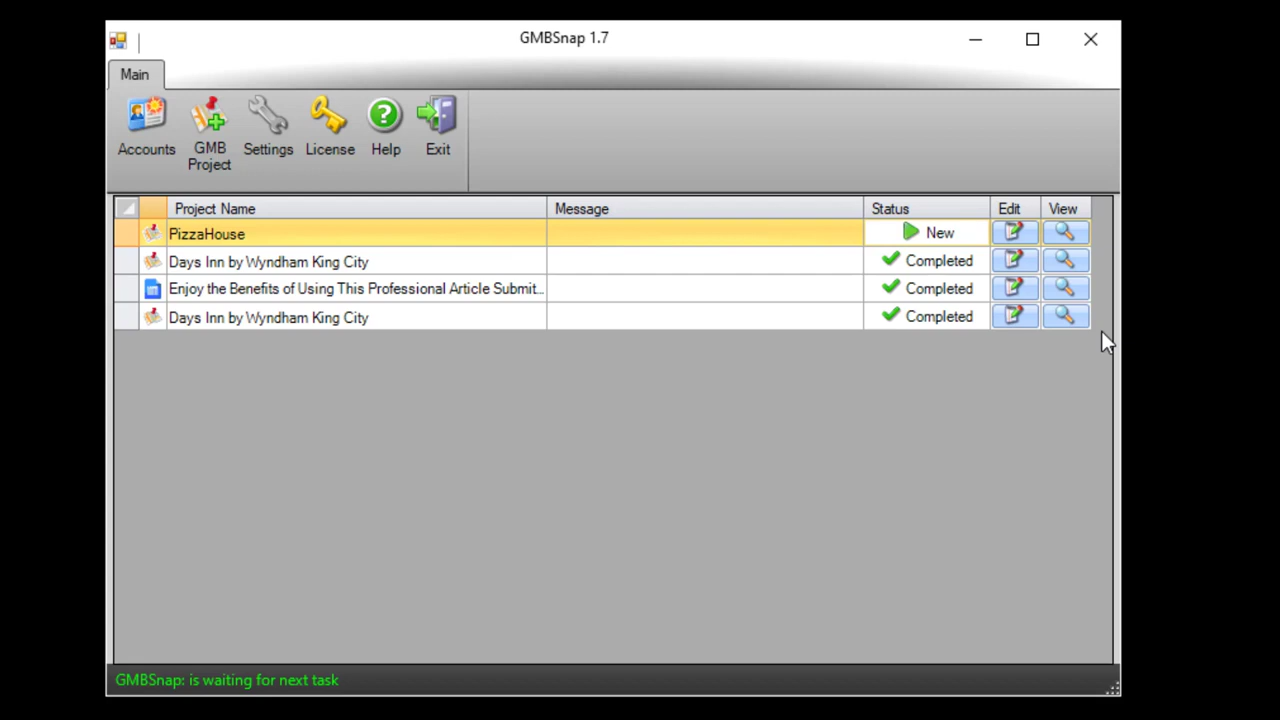 GMBSnap 1.7
Main
Accounts
GMB Project
Settings
License
Help
Exit
Project Name Message Status Edit View
PizzaHouse New
Days Inn by Wyndham King City Completed
Enjoy the Benefits of Using This Professional Article Submit... Completed
Days Inn by Wyndham King City Completed
GMBSnap: is waiting for next task